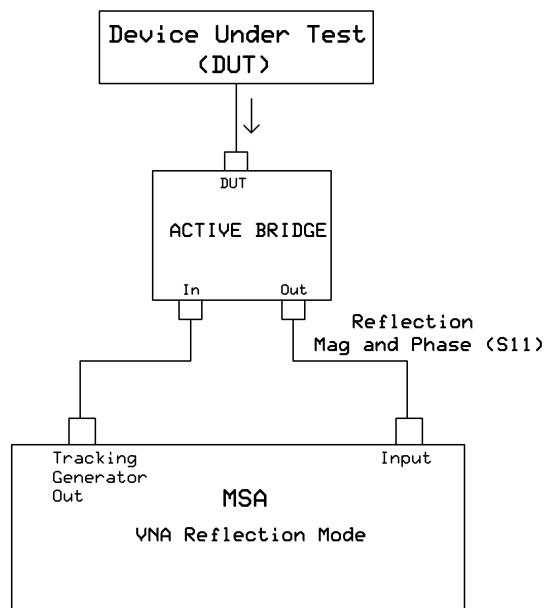 Device Under Test
(DUT)
DUT
ACTIVE BRIDGE
In Out
Reflection
Mag and Phase (S11)
Tracking
Generator
Out
Input
MSA
VNA Reflection Mode